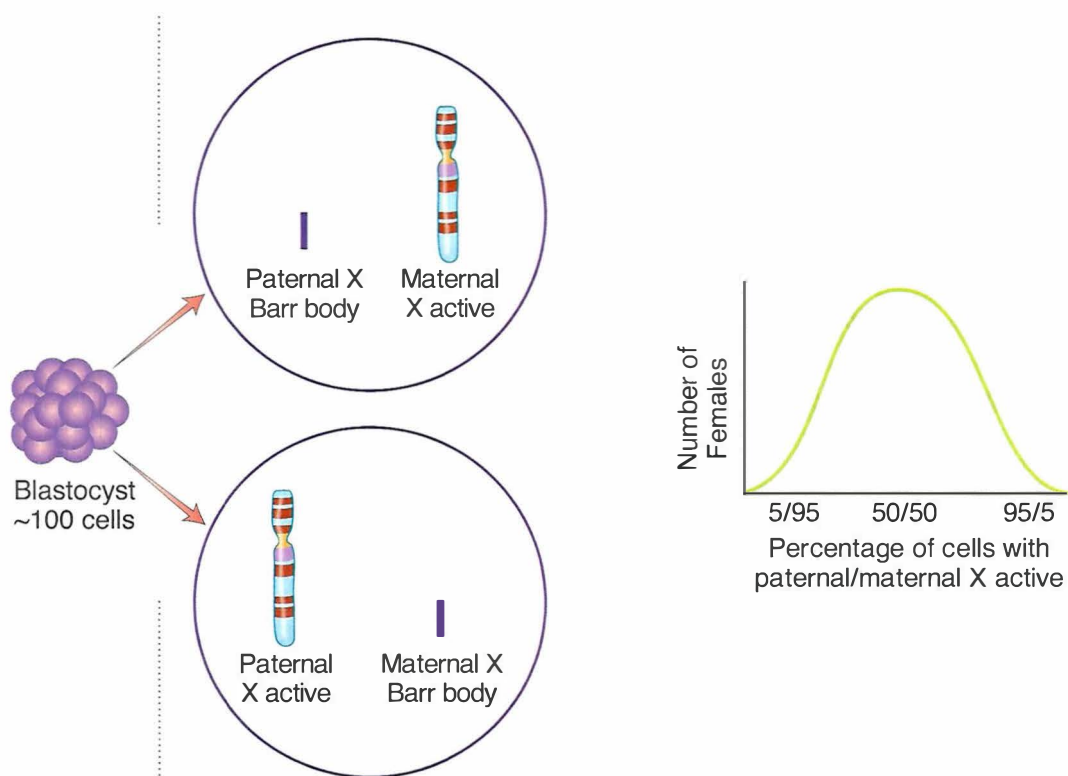 Paternal X
Barr body
Maternal
X active
Blastocyst
~100 cells
Paternal
X active
Maternal X
Barr body
Number of
Females
5/95
50/50
95/5
Percentage of cells with
paternal/maternal X active